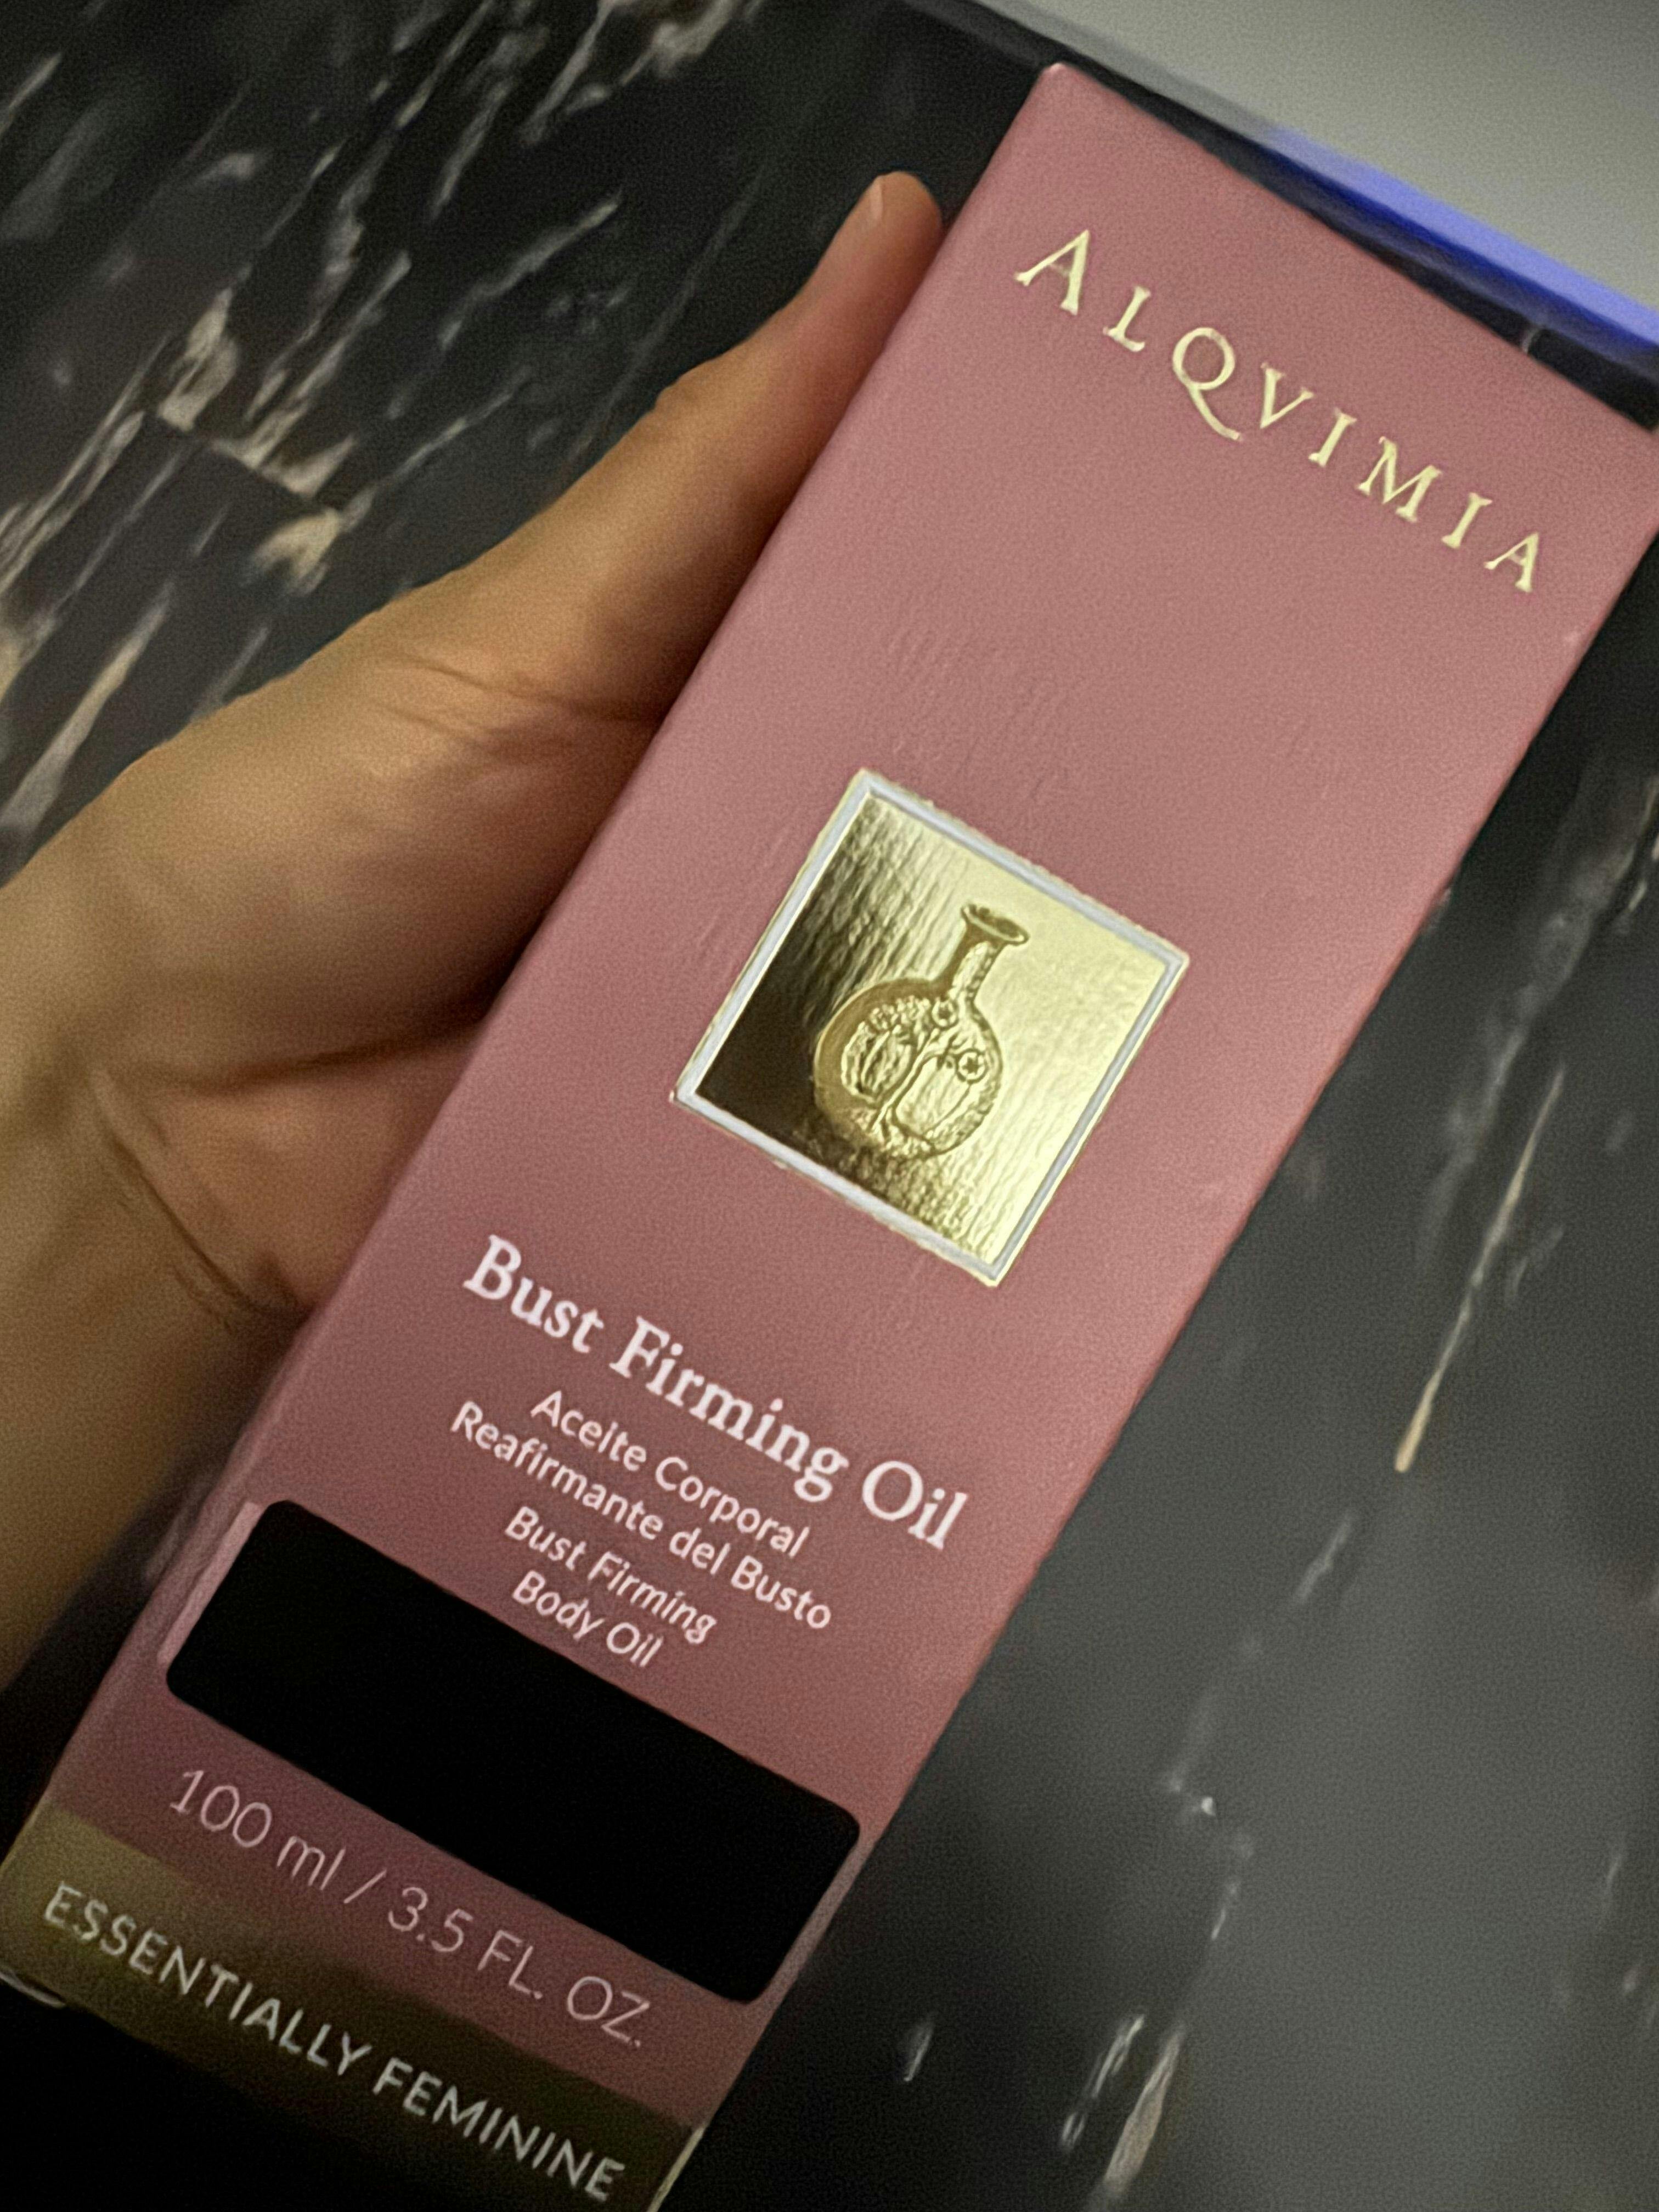 ALQVIMIA
Bust Firming Oil
Aceite Corporal
Reafirmante del Busto
Bust Firming
Body Oil
100 ml / 3.5 FL. OZ.
ESSENTIALLY FEMININE